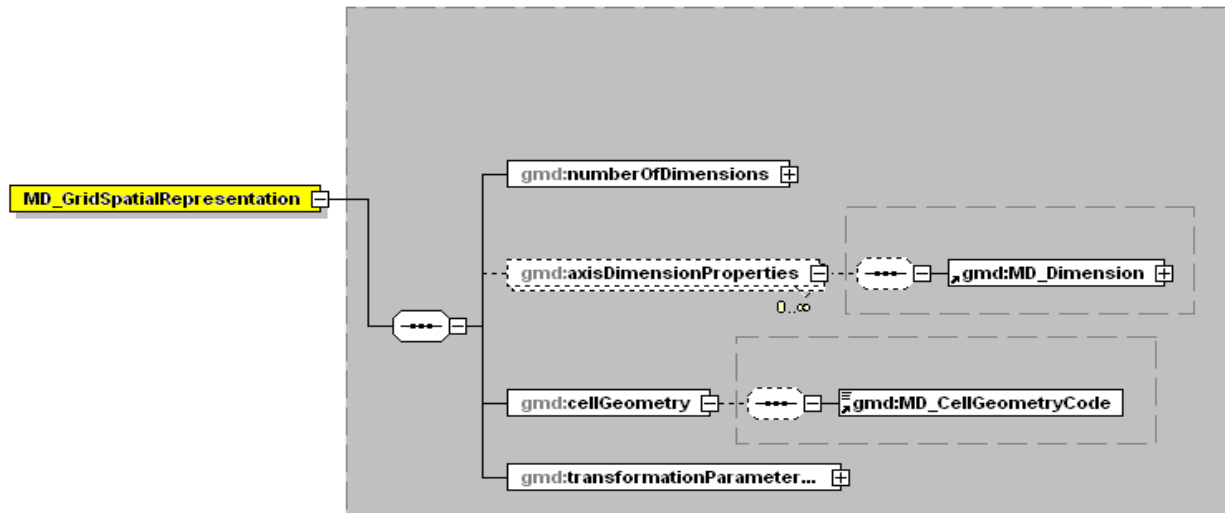 gmd:numberOfDimensions
MD_GridSpatialRepresentation
gmd:axisDimensionProperties
gmd:MD_Dimension
0..∞
gmd:cellGeometry
gmd:MD_CellGeometryCode
gmd:transformationParameter...